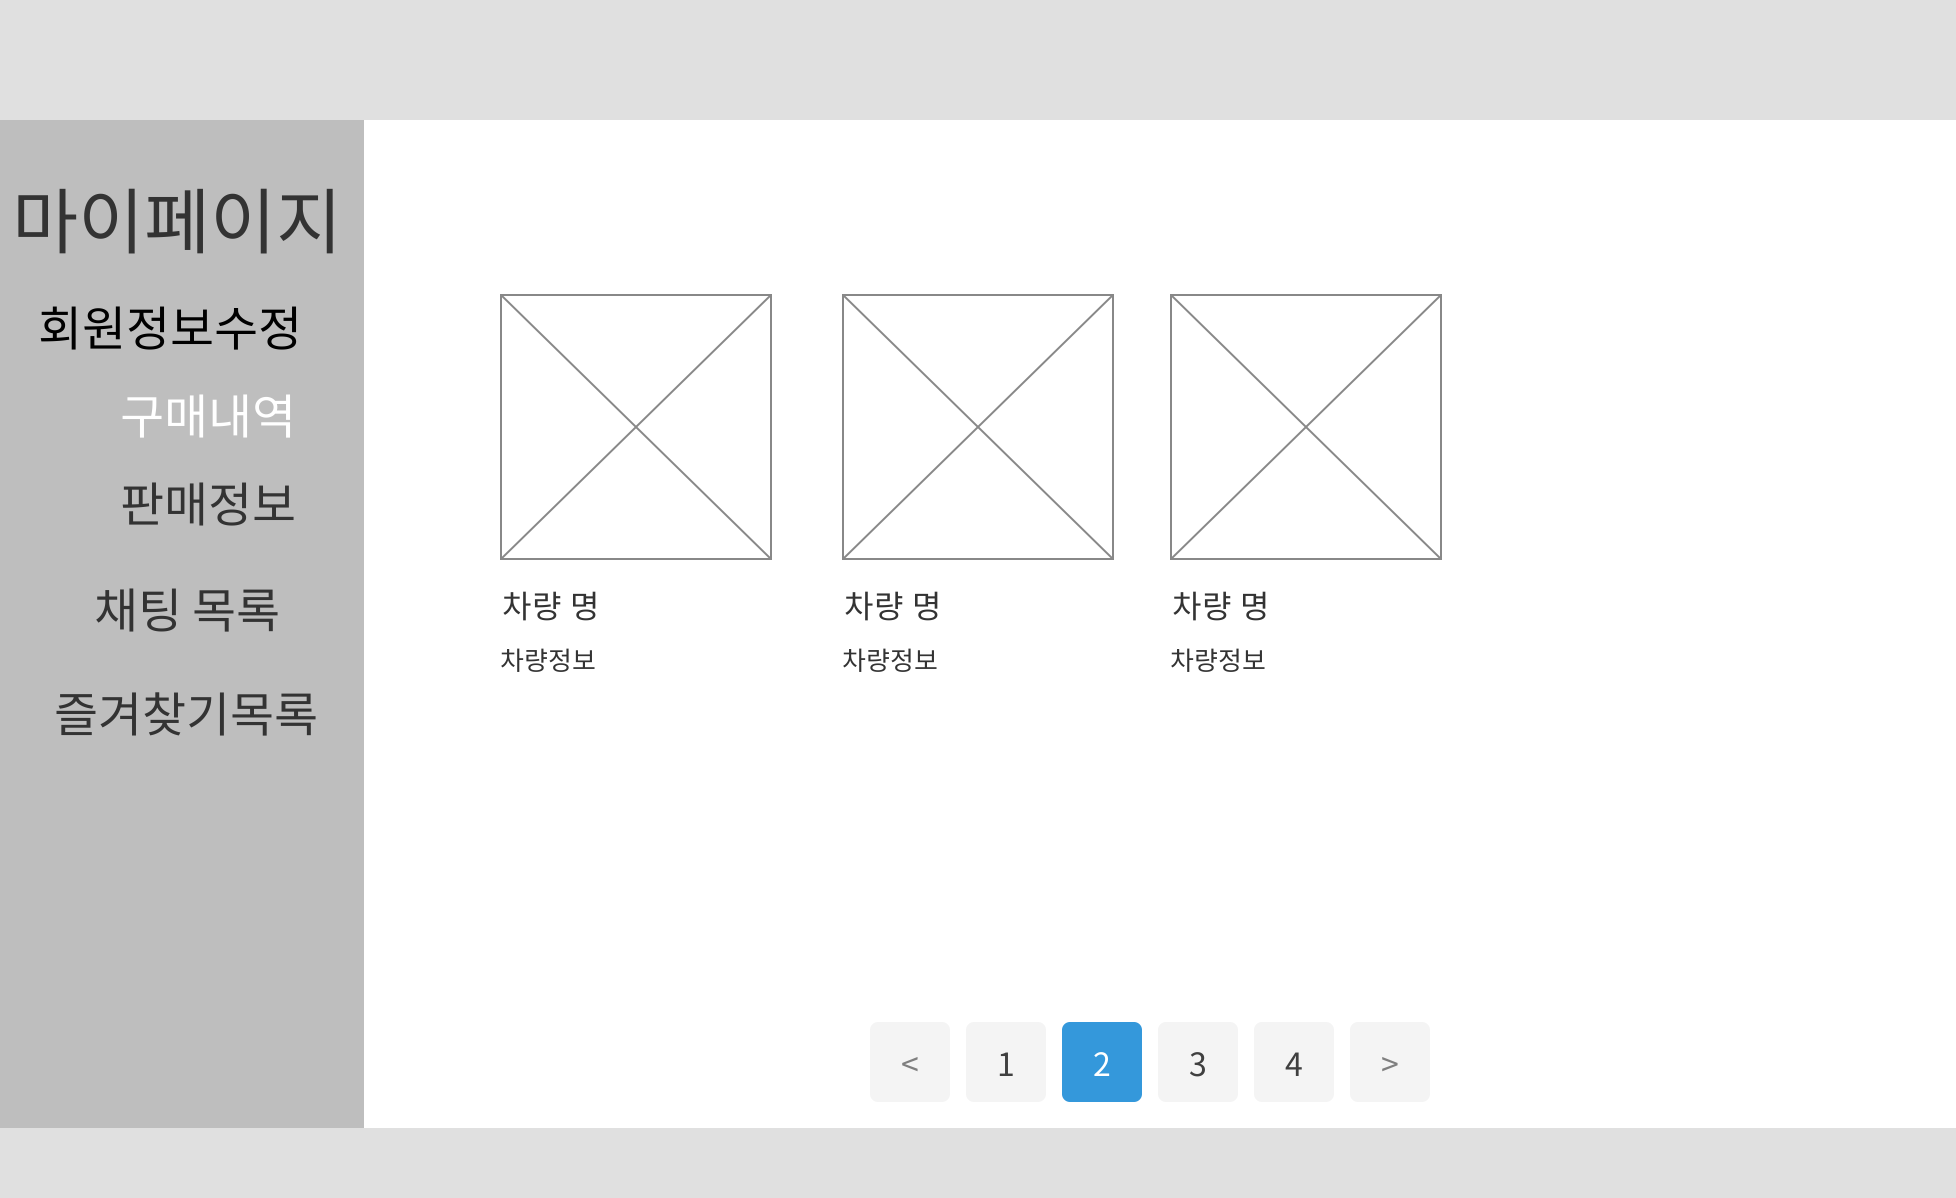 마이페이지
회원정보수정
구매내역
판매정보
채팅 목록
즐겨찾기목록
차량 명 차량 명 차량 명
차량정보 차량정보 차량정보
< 1 2 3 4 >